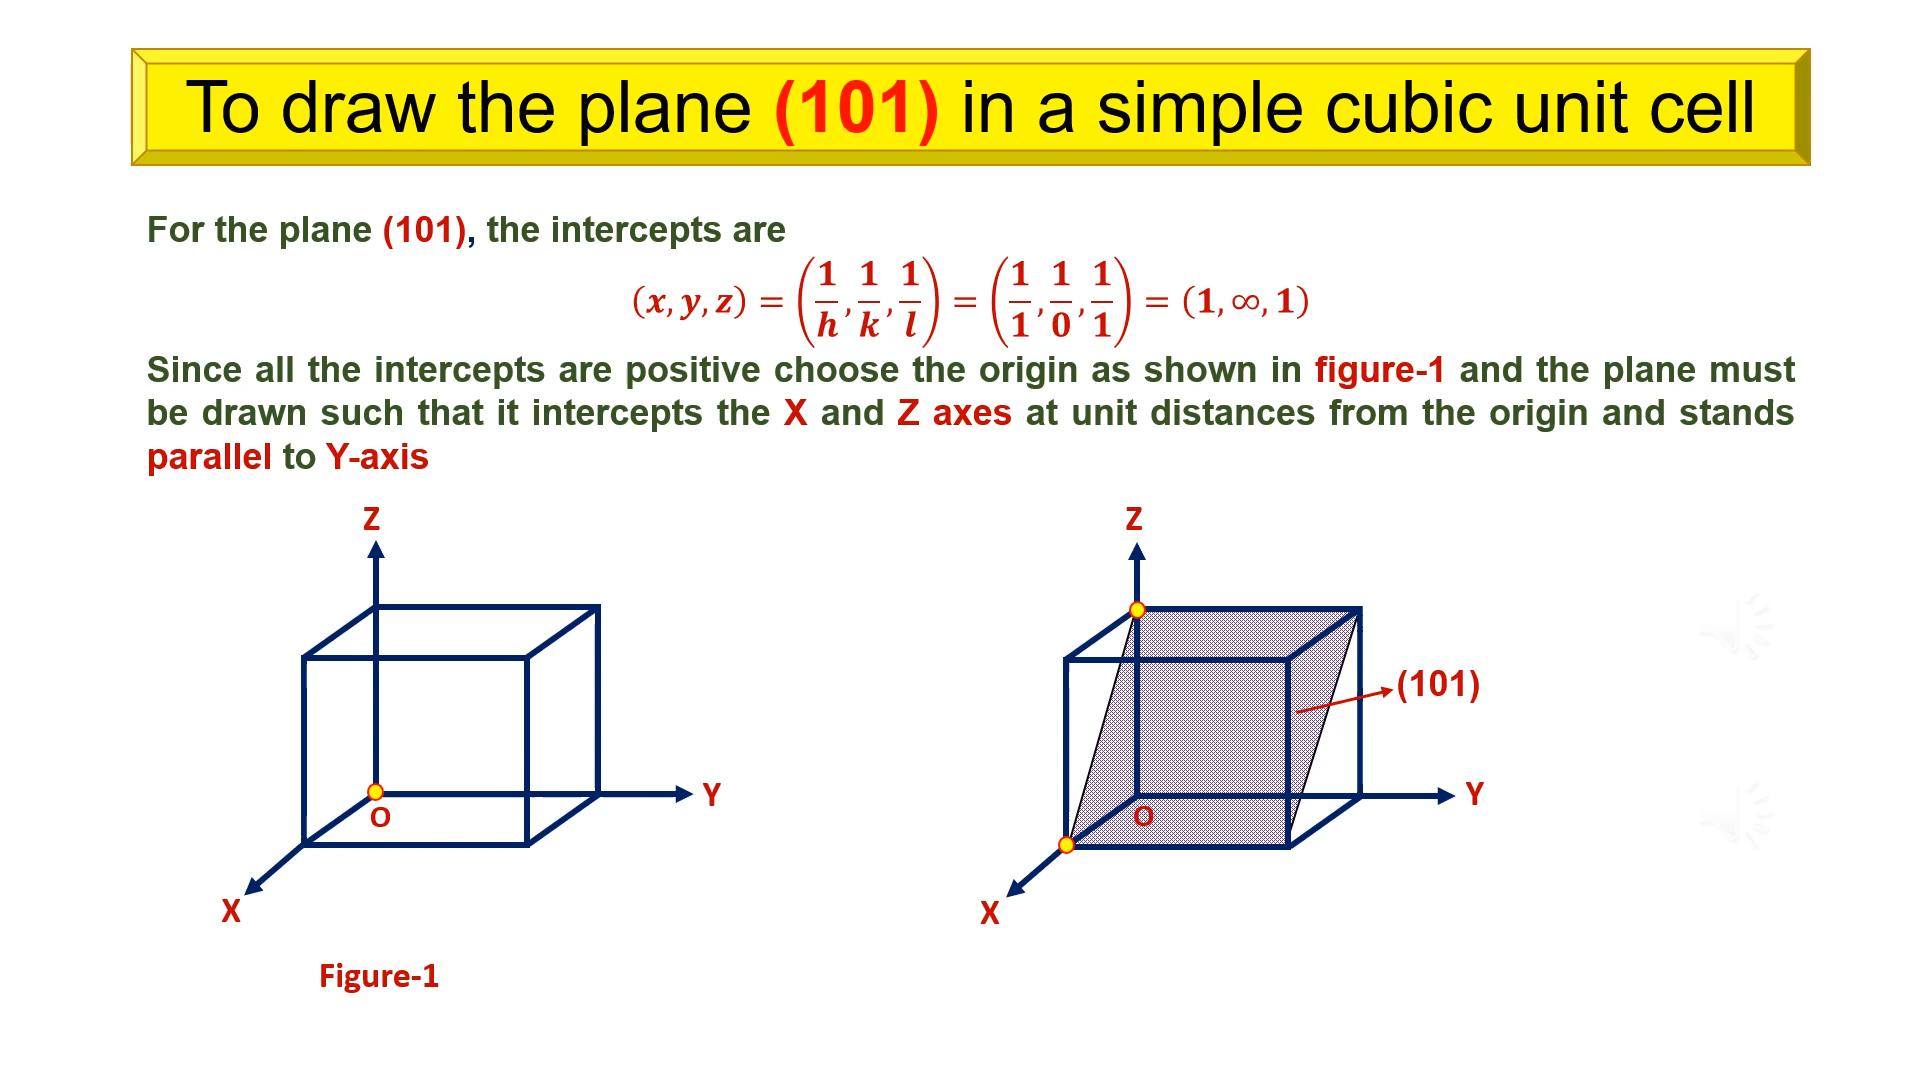 To draw the plane (101) in a simple cubic unit cell
For the plane (101), the intercepts are
(x, y, z) = (1/h, 1/k, 1/l) = (1/1, 1/0, 1/1) = (1, ∞, 1)
Since all the intercepts are positive choose the origin as shown in figure-1 and the plane must
be drawn such that it intercepts the X and Z axes at unit distances from the origin and stands
parallel to Y-axis
Z
Y
O
X
Figure-1
Z
(101)
Y
O
X